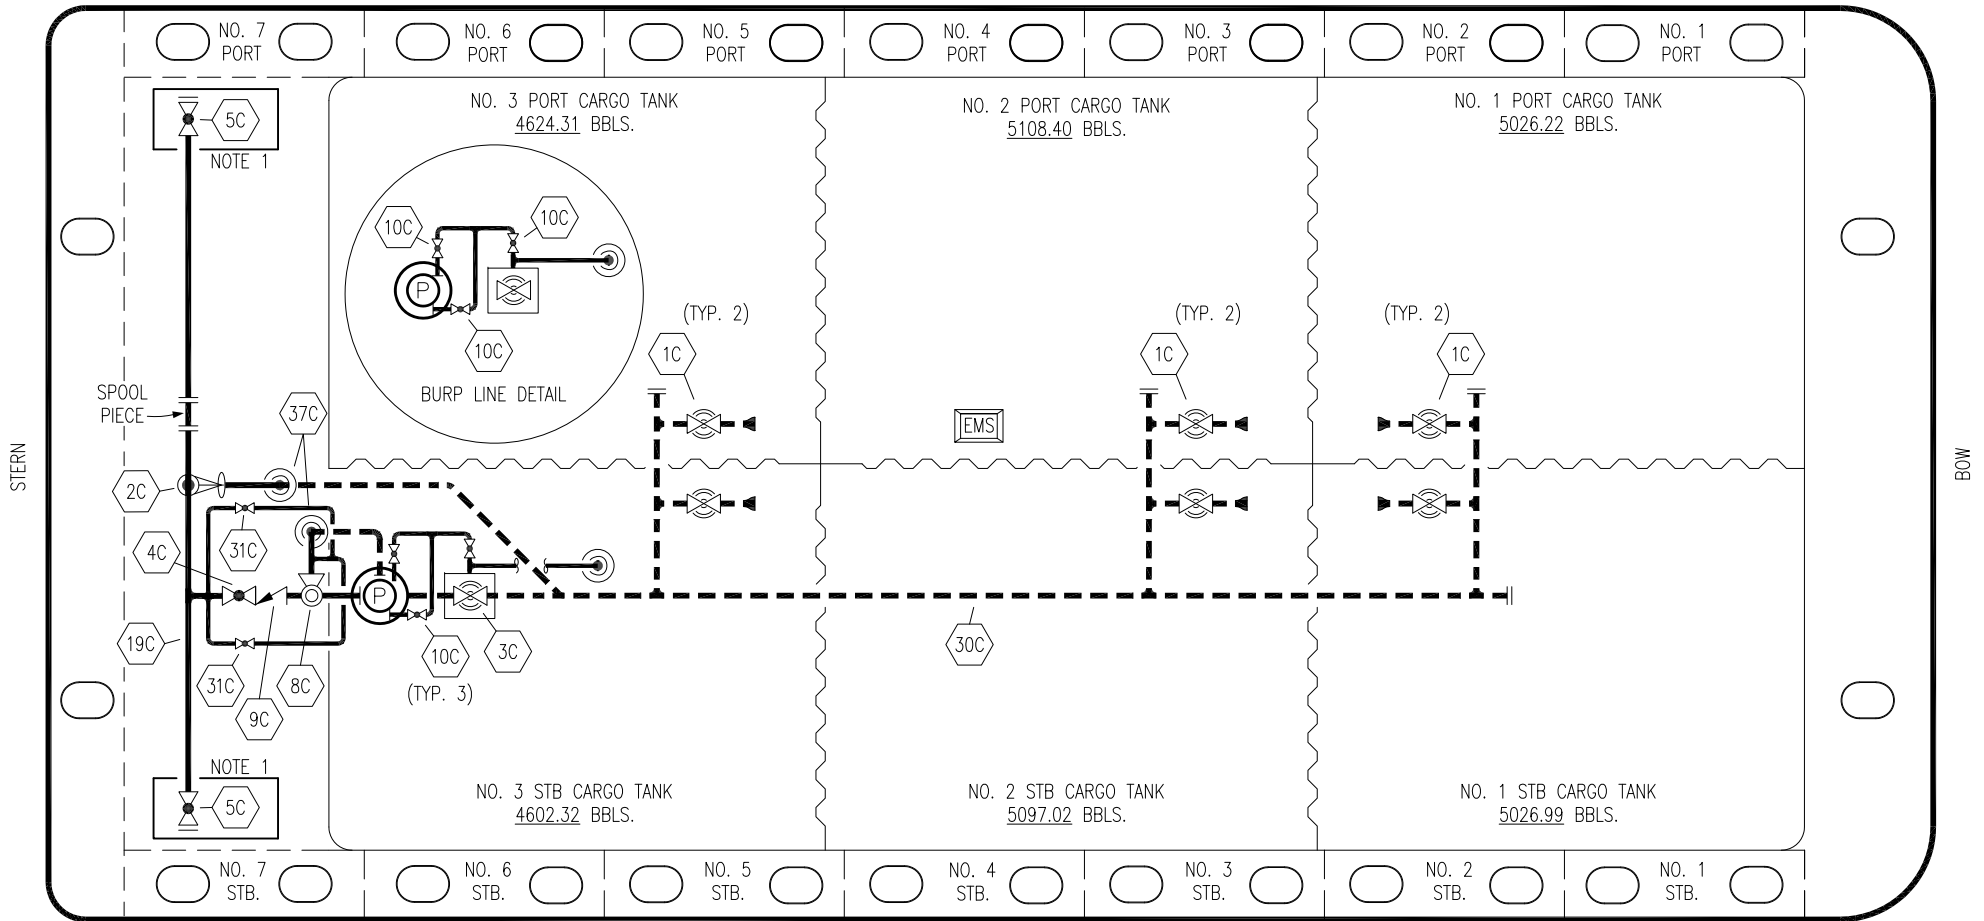 NO. 7
PORT
NO. 6
PORT
NO. 5
PORT
NO. 4
PORT
NO. 3
PORT
NO. 2
PORT
NO. 1
PORT
5C
NOTE 1
NO. 3 PORT CARGO TANK
4624.31 BBLS.
NO. 2 PORT CARGO TANK
5108.40 BBLS.
NO. 1 PORT CARGO TANK
5026.22 BBLS.
10C
10C
P
10C
BURP LINE DETAIL
(TYP. 2)
1C
(TYP. 2)
1C
(TYP. 2)
1C
SPOOL
PIECE
37C
EMS
STERN
BOW
2C
4C
31C
P
19C
31C
9C
8C
10C
(TYP. 3)
3C
30C
NOTE 1
5C
NO. 3 STB CARGO TANK
4602.32 BBLS.
NO. 2 STB CARGO TANK
5097.02 BBLS.
NO. 1 STB CARGO TANK
5026.99 BBLS.
NO. 7
STB.
NO. 6
STB.
NO. 5
STB.
NO. 4
STB.
NO. 3
STB.
NO. 2
STB.
NO. 1
STB.